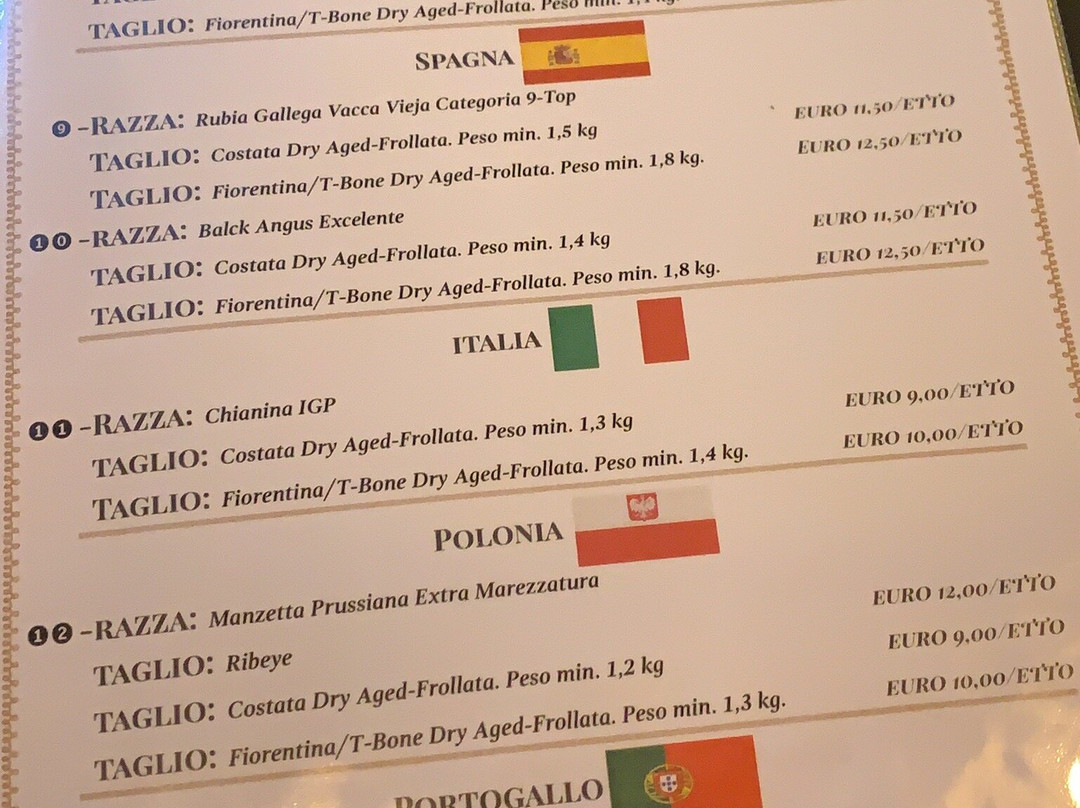 TAGLIO: Fiorentina/T-Bone Dry Aged-Frollata. Peso min.
SPAGNA
9 -RAZZA: Rubia Gallega Vacca Vieja Categoria 9-Top
TAGLIO: Costata Dry Aged-Frollata. Peso min. 1,5 kg EURO 11,50/ETTO
TAGLIO: Fiorentina/T-Bone Dry Aged-Frollata. Peso min. 1,8 kg. EURO 12,50/ETTO
10 -RAZZA: Balck Angus Excelente
TAGLIO: Costata Dry Aged-Frollata. Peso min. 1,4 kg EURO 11,50/ETTO
TAGLIO: Fiorentina/T-Bone Dry Aged-Frollata. Peso min. 1,8 kg. EURO 12,50/ETTO
ITALIA
11 -RAZZA: Chianina IGP
TAGLIO: Costata Dry Aged-Frollata. Peso min. 1,3 kg EURO 9,00/ETTO
TAGLIO: Fiorentina/T-Bone Dry Aged-Frollata. Peso min. 1,4 kg. EURO 10,00/ETTO
POLONIA
12 -RAZZA: Manzetta Prussiana Extra Marezzatura
TAGLIO: Ribeye EURO 12,00/ETTO
TAGLIO: Costata Dry Aged-Frollata. Peso min. 1,2 kg EURO 9,00/ETTO
TAGLIO: Fiorentina/T-Bone Dry Aged-Frollata. Peso min. 1,3 kg. EURO 10,00/ETTO
PORTOGALLO